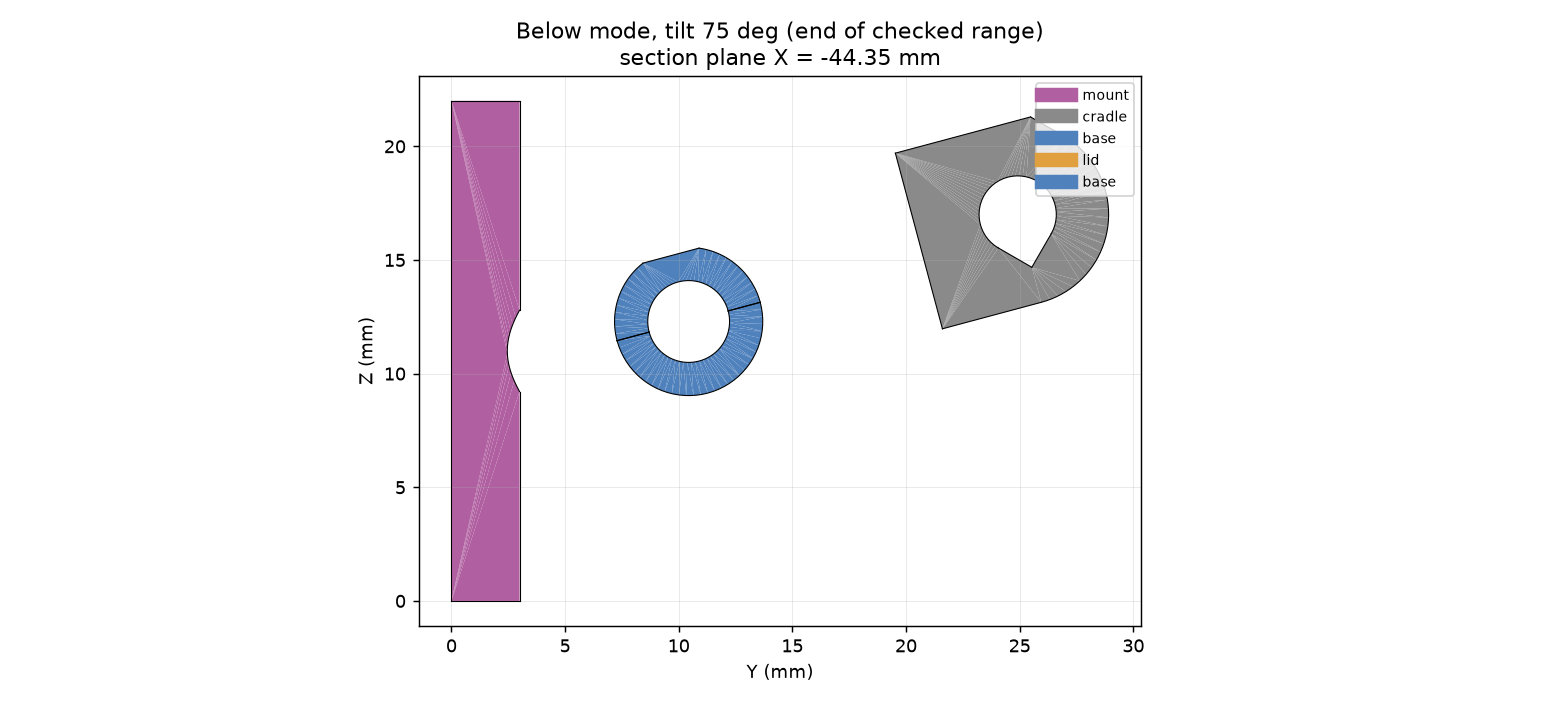 Below mode, tilt 75 deg (end of checked range)
section plane X = -44.35 mm
mount
cradle
base
lid
base
20
15
10
5
0
Z (mm)
0 5 10 15 20 25 30
Y (mm)